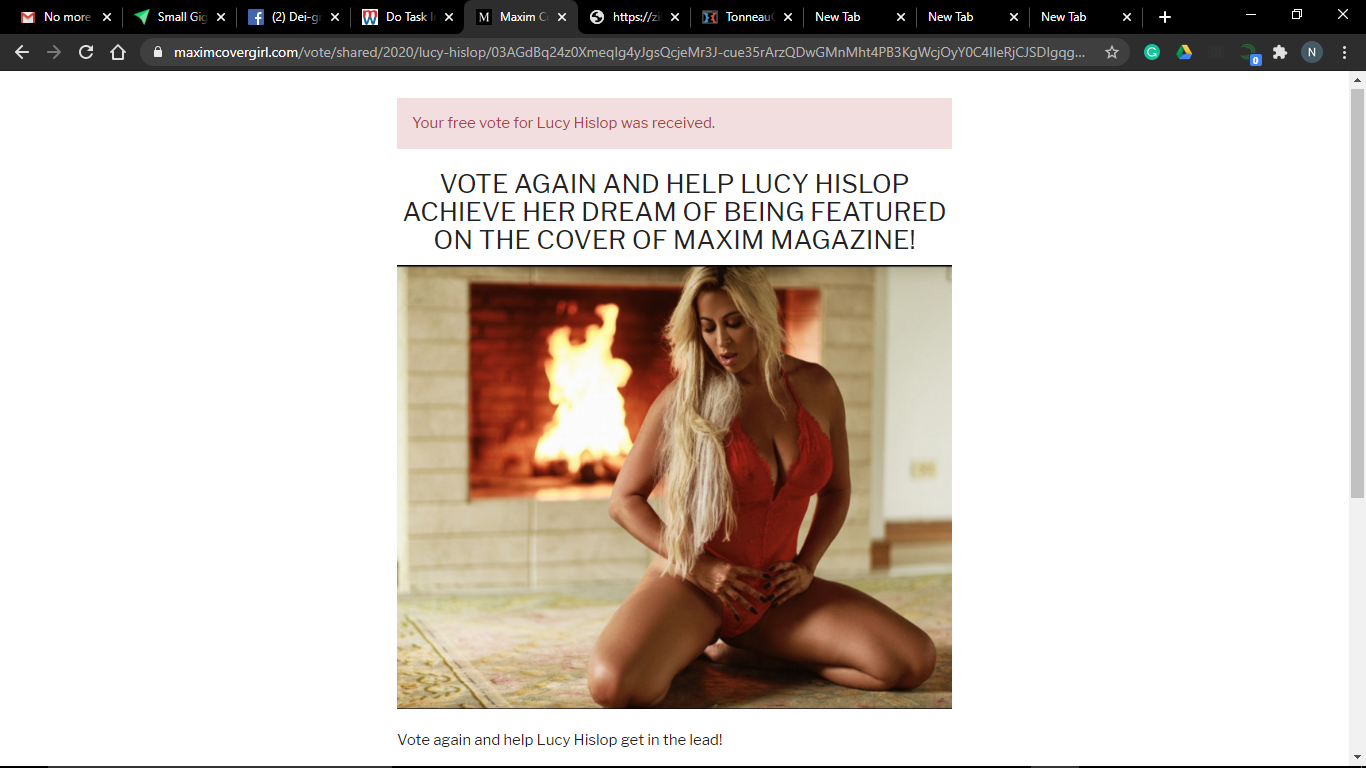 No more
Small Gig
(2) Dei-g
Do Task I
Maxim C
https://zi
Tonneau
New Tab
New Tab
New Tab
maximcovergirl.com/vote/shared/2020/lucy-hislop/
Your free vote for Lucy Hislop was received.
VOTE AGAIN AND HELP LUCY HISLOP
ACHIEVE HER DREAM OF BEING FEATURED
ON THE COVER OF MAXIM MAGAZINE!
Vote again and help Lucy Hislop get in the lead!